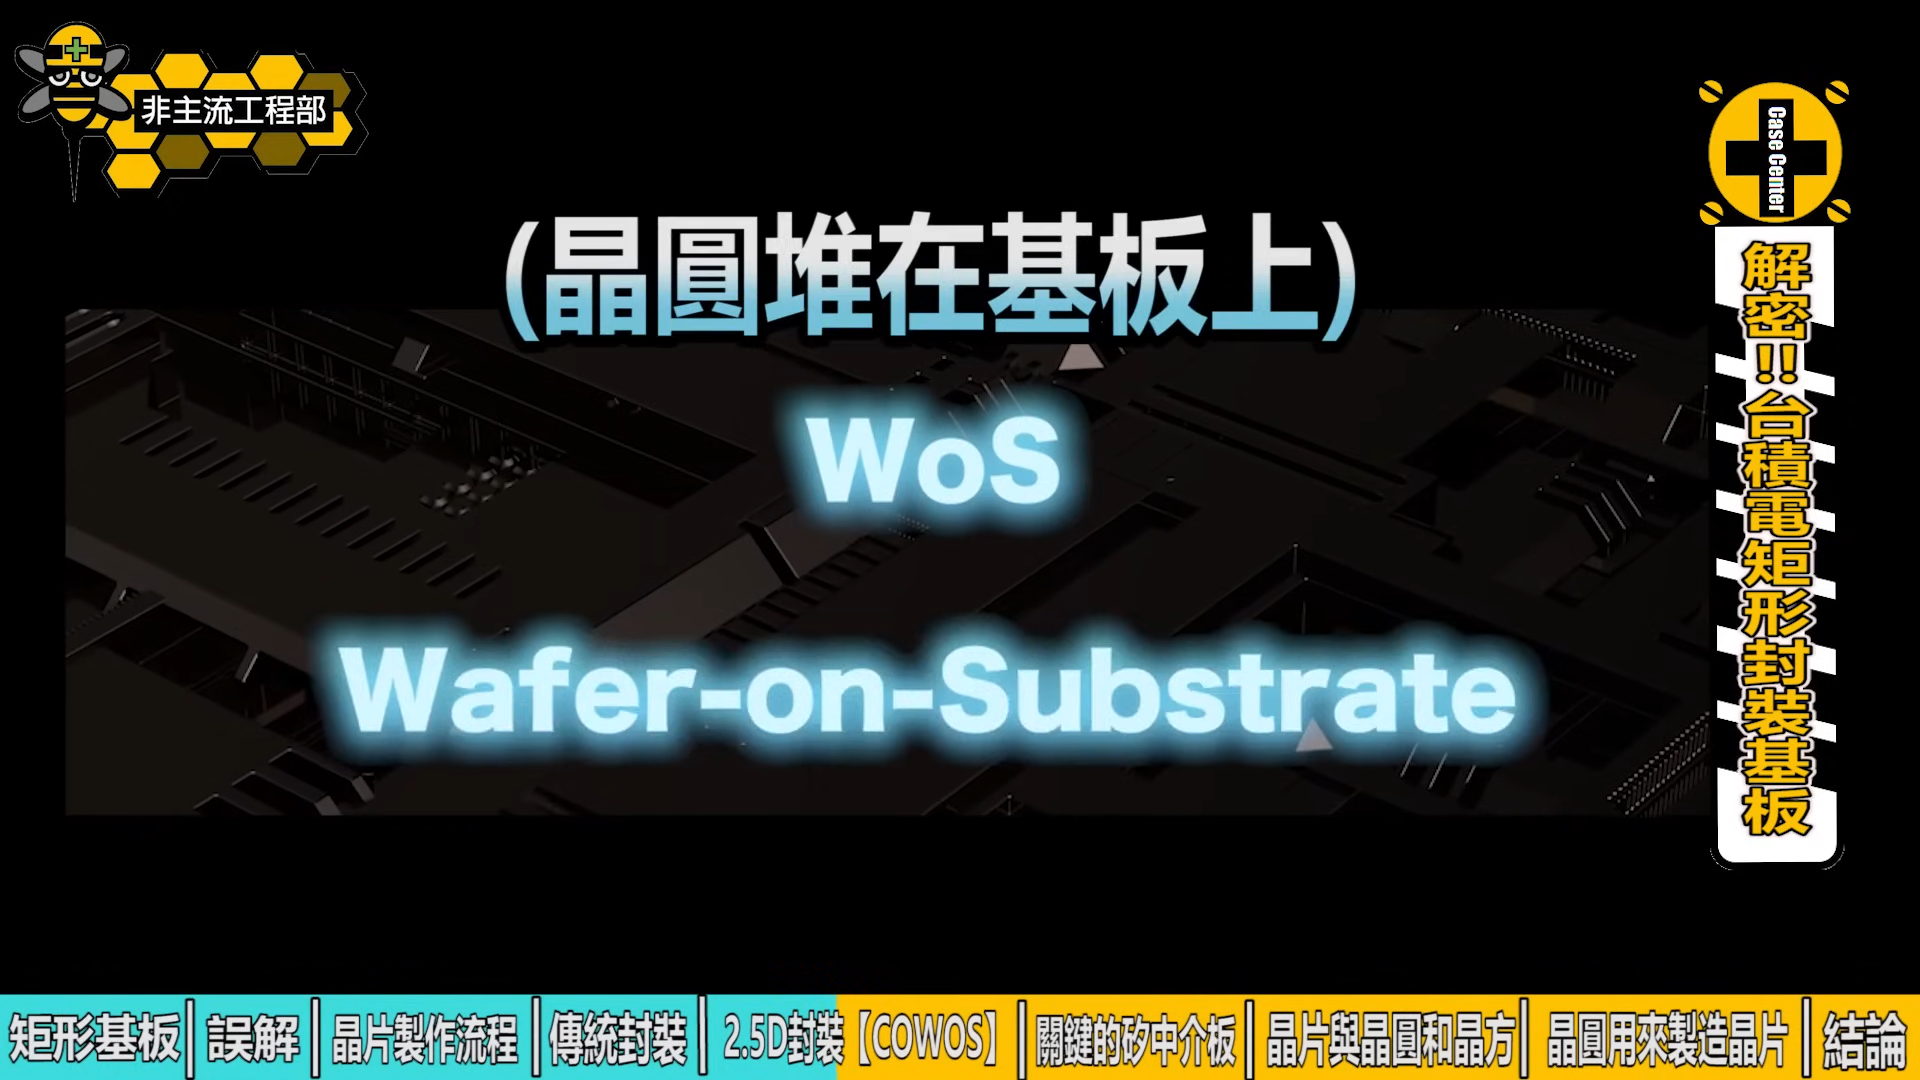 非主流工程部
Case Center
解密!!台積電矩形封裝基板
(晶圓堆在基板上)
WoS
Wafer-on-Substrate
矩形基板|誤解|晶片製作流程|傳統封裝|2.5D封裝【COWOS】|關鍵的矽中介板|晶片與晶圓和晶方|晶圓用來製造晶片|結論